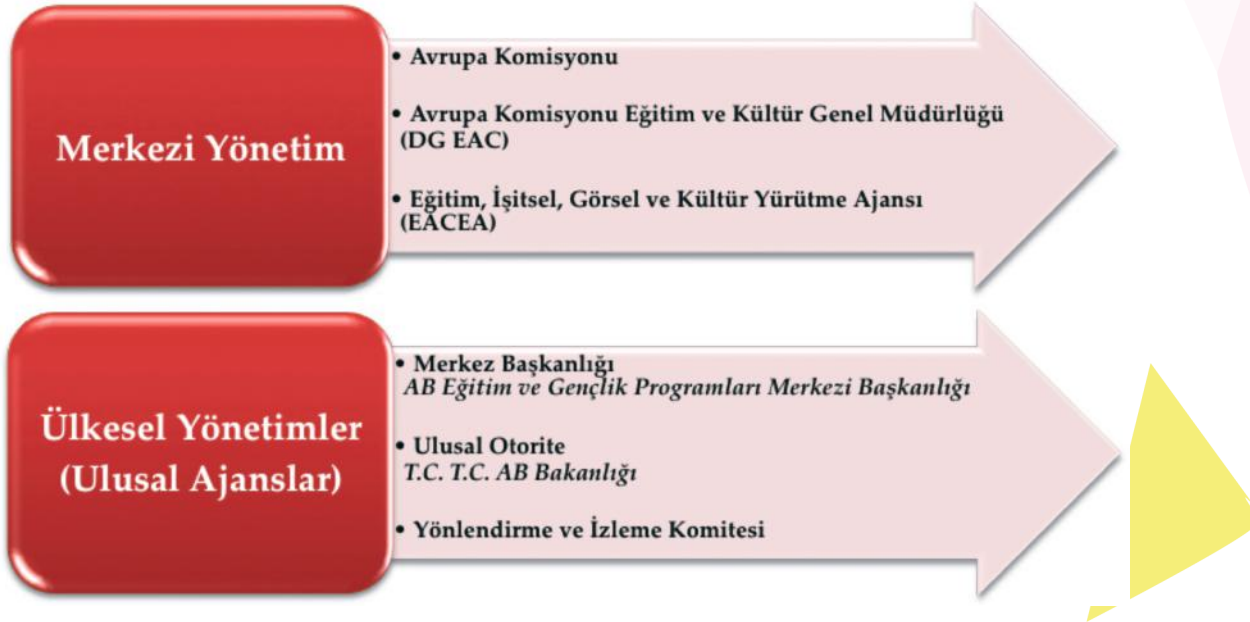 Merkezi Yönetim
• Avrupa Komisyonu
• Avrupa Komisyonu Eğitim ve Kültür Genel Müdürlüğü
(DG EAC)
• Eğitim, İşitsel, Görsel ve Kültür Yürütme Ajansı
(EACEA)
Ülkesel Yönetimler
(Ulusal Ajanslar)
• Merkez Başkanlığı
AB Eğitim ve Gençlik Programları Merkezi Başkanlığı
• Ulusal Otorite
T.C. T.C. AB Bakanlığı
• Yönlendirme ve İzleme Komitesi